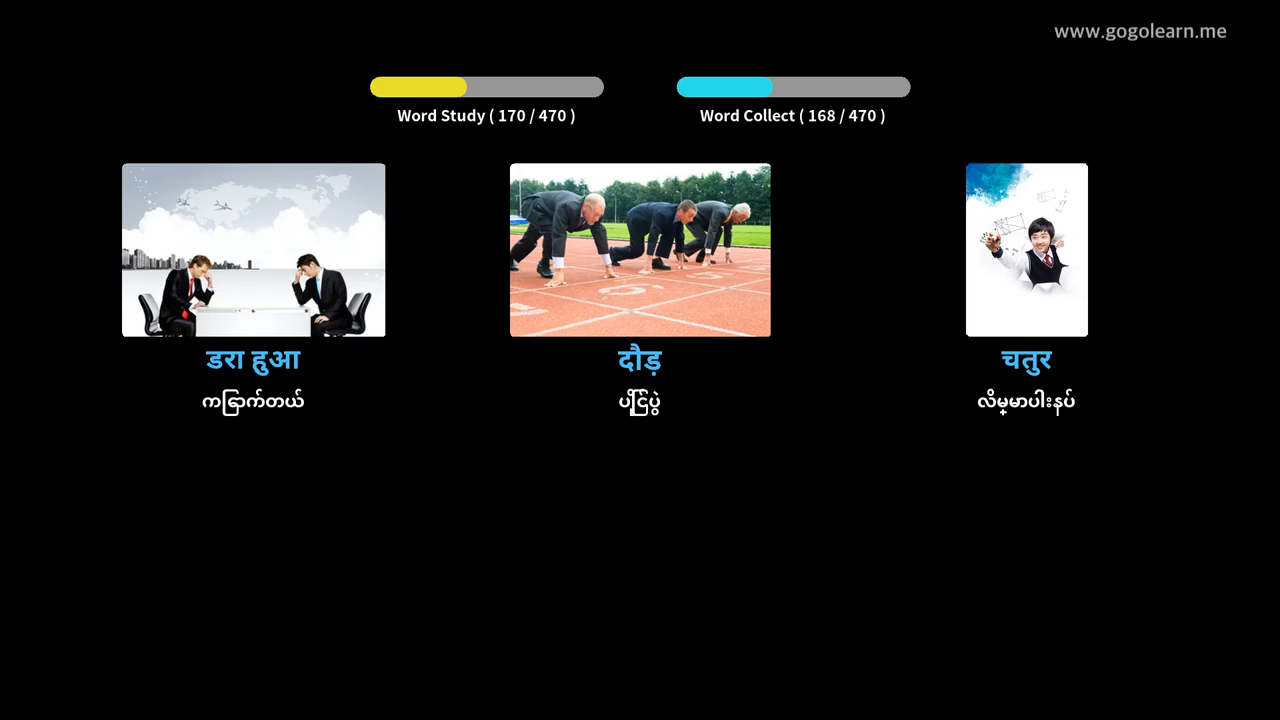 www.gogolearn.me
Word Study ( 170 / 470 )
Word Collect ( 168 / 470 )
डरा हुआ
दौड़
चतुर
ကြောက်တယ်
ပြိုင်ပွဲ
လိမ္မာပါးနပ်